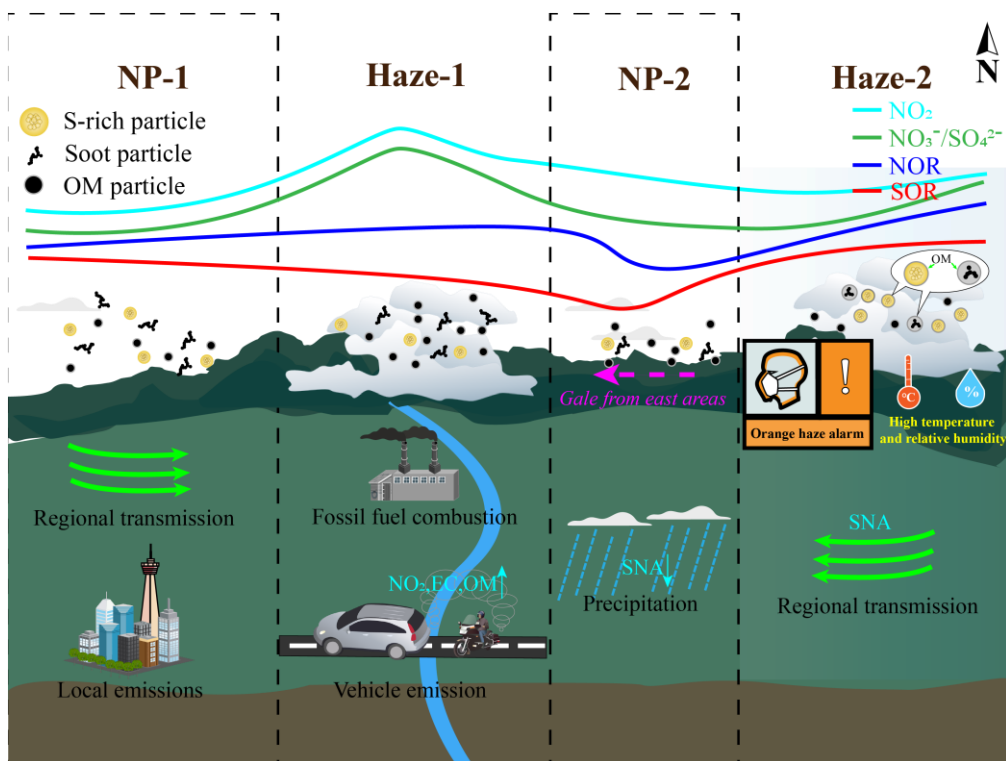 NP-1
Haze-1
NP-2
Haze-2
N
S-rich particle
Soot particle
OM particle
NO₂
NO₃⁻/SO₄²⁻
NOR
SOR
OM
Gale from east areas
Orange haze alarm
!
°C
%
High temperature
and relative humidity
Regional transmission
Local emissions
Fossil fuel combustion
NO₂,EC,OM
Vehicle emission
SNA
Precipitation
SNA
Regional transmission